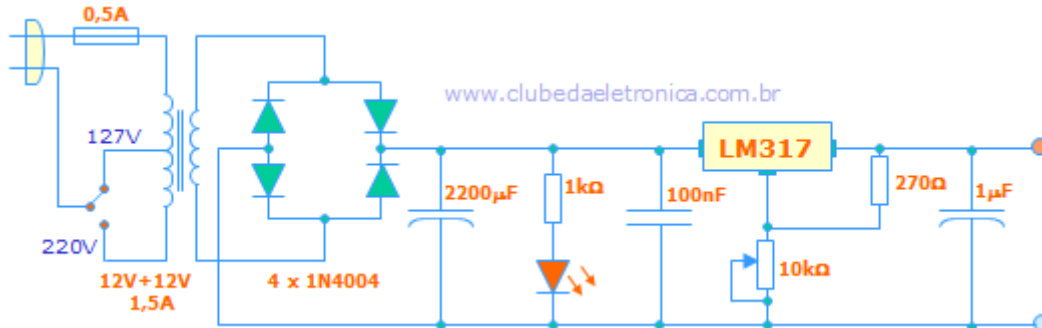 0,5A
www.clubedaeletronica.com.br
127V
LM317
2200µF
1kΩ
100nF
270Ω
1µF
220V
12V+12V
1,5A
4 x 1N4004
10kΩ